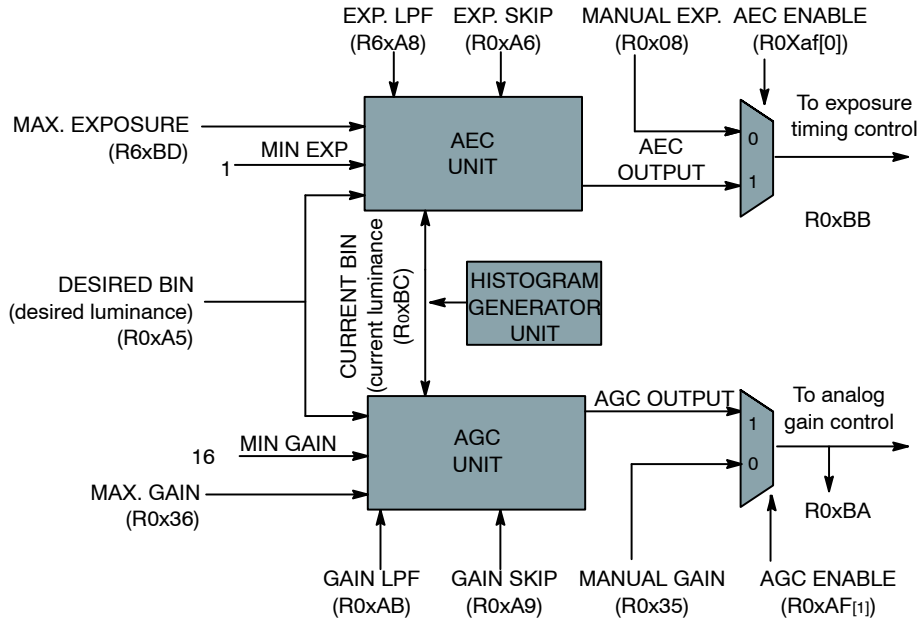 EXP. LPF
(R6xA8)
EXP. SKIP
(R0xA6)
MANUAL EXP.
(R0x08)
AEC ENABLE
(R0Xaf[0])
MAX. EXPOSURE
(R6xBD)
1
MIN EXP
AEC
UNIT
AEC
OUTPUT
0
1
To exposure
timing control
R0xBB
DESIRED BIN
(desired luminance)
(R0xA5)
CURRENT BIN
(current luminance)
(R0xBC)
HISTOGRAM
GENERATOR
UNIT
16
MIN GAIN
MAX. GAIN
(R0x36)
AGC
UNIT
AGC OUTPUT
1
0
To analog
gain control
R0xBA
GAIN LPF
(R0xAB)
GAIN SKIP
(R0xA9)
MANUAL GAIN
(R0x35)
AGC ENABLE
(R0xAF[1])